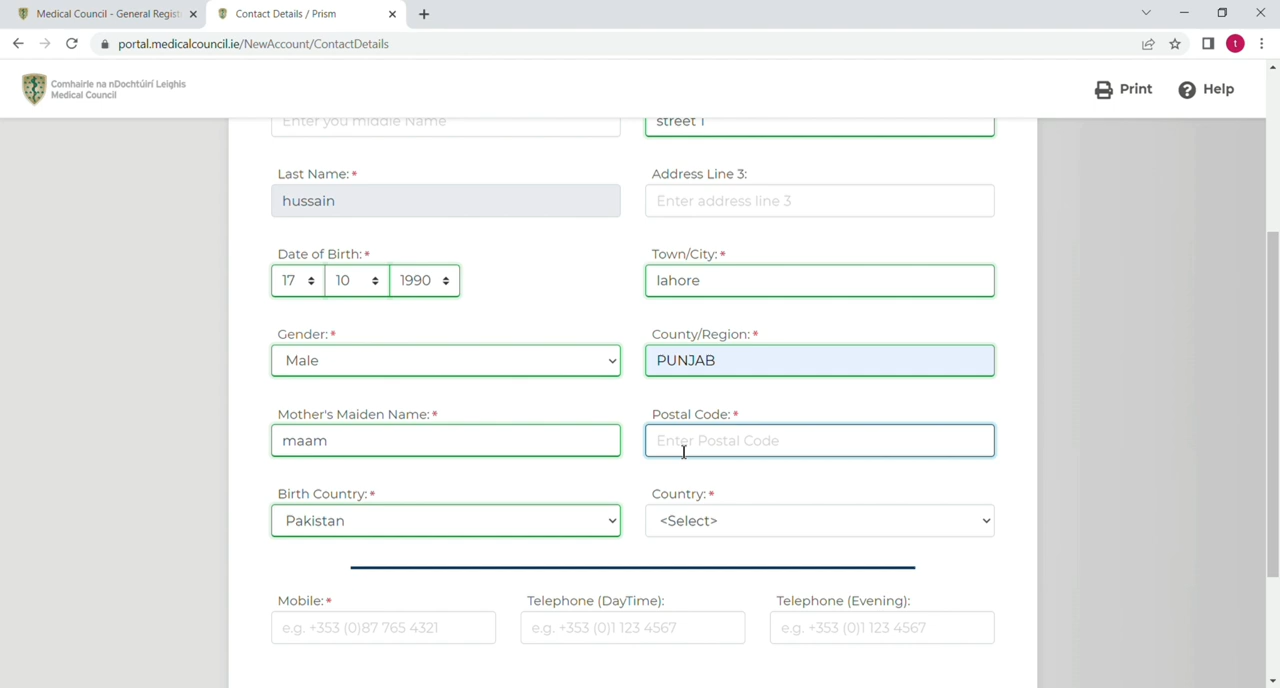 Medical Council - General Regist
Contact Details / Prism
portal.medicalcouncil.ie/NewAccount/ContactDetails
t
Comhairle na nDochtúirí Leighis
Medical Council
Print
Help
Enter you middle Name
street 1
Last Name:*
Address Line 3:
hussain
Enter address line 3
Date of Birth:*
Town/City:*
17 10 1990
lahore
Gender:*
County/Region:*
Male
PUNJAB
Mother's Maiden Name:*
Postal Code:*
maam
Enter Postal Code
Birth Country:*
Country:*
Pakistan
<Select>
Mobile:*
Telephone (DayTime):
Telephone (Evening):
e.g. +353 (0)87 765 4321
e.g. +353 (0)1 123 4567
e.g. +353 (0)1 123 4567